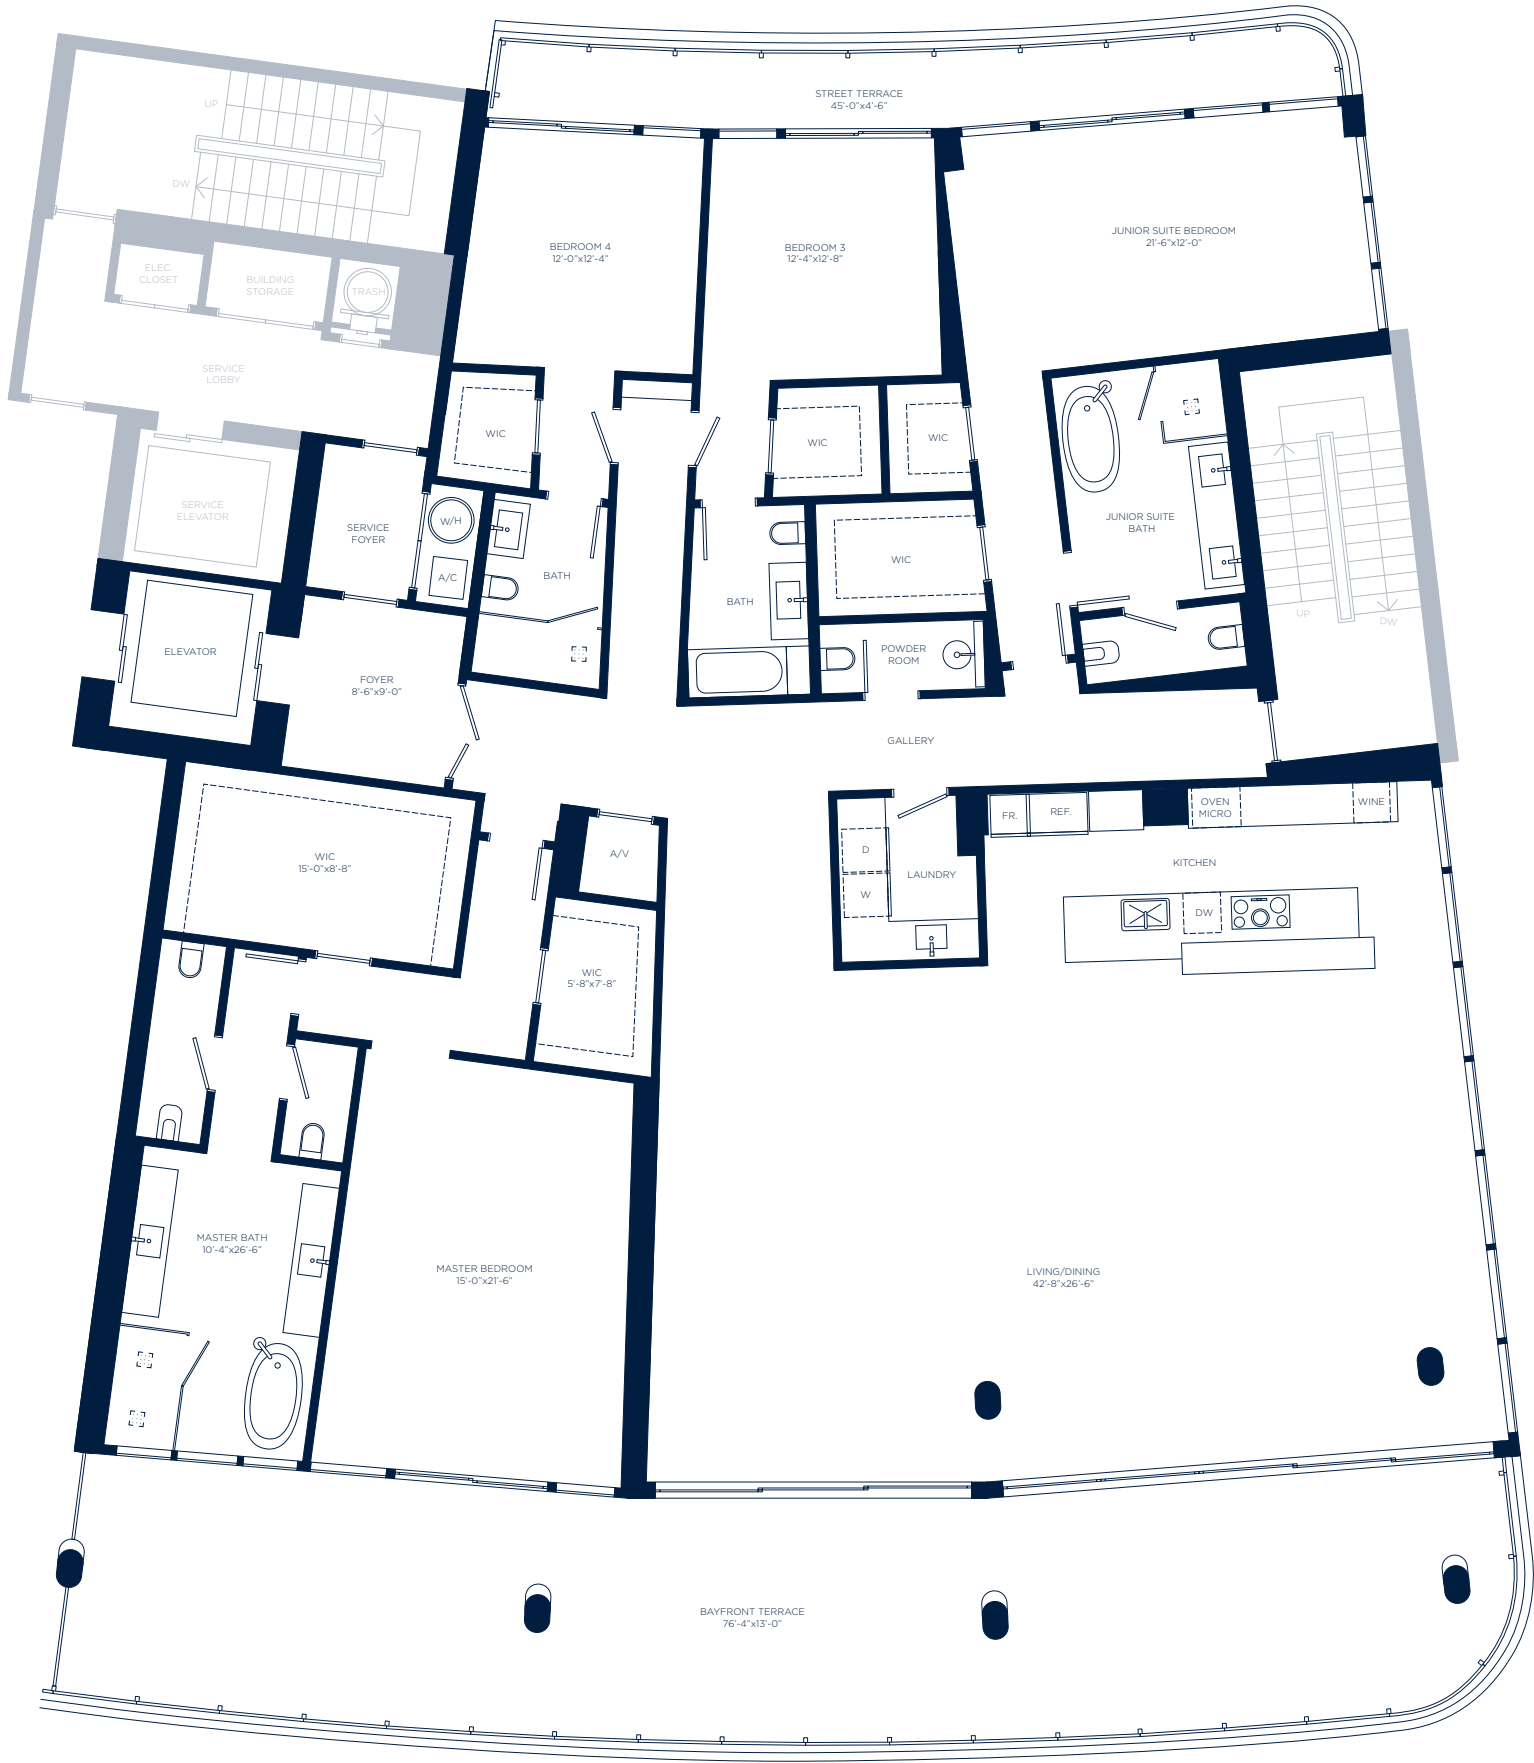 STREET TERRACE
45'-0"x4'-6"
UP
DW
BEDROOM 4
12'-0"x12'-4"
BEDROOM 3
12'-4"x12'-8"
JUNIOR SUITE BEDROOM
21'-6"x12'-0"
ELEC.
CLOSET
BUILDING
STORAGE
TRASH
SERVICE
LOBBY
WIC
WIC
WIC
SERVICE
ELEVATOR
SERVICE
FOYER
W/H
A/C
BATH
WIC
JUNIOR SUITE
BATH
BATH
UP
DW
ELEVATOR
FOYER
8'-6"x9'-0"
POWDER
ROOM
GALLERY
WIC
15'-0"x8'-8"
A/V
D
W
LAUNDRY
FR.
REF.
OVEN
MICRO
WINE
KITCHEN
DW
WIC
5'-8"x7'-8"
MASTER BATH
10'-4"x26'-6"
MASTER BEDROOM
15'-0"x21'-6"
LIVING/DINING
42'-8"x26'-6"
BAYFRONT TERRACE
76'-4"x13'-0"